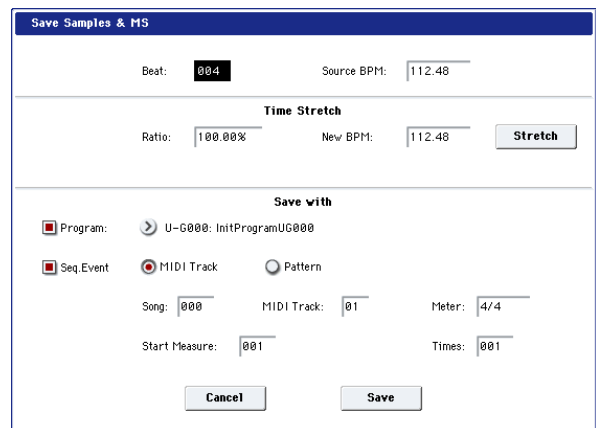 Save Samples & MS
Beat: 004 Source BPM: 112.48
Time Stretch
Ratio: 100.00% New BPM: 112.48 Stretch
Save with
Program: U-G000: InitProgramUG000
Seq.Event MIDI Track Pattern
Song: 000 MIDI Track: 01 Meter: 4/4
Start Measure: 001 Times: 001
Cancel Save